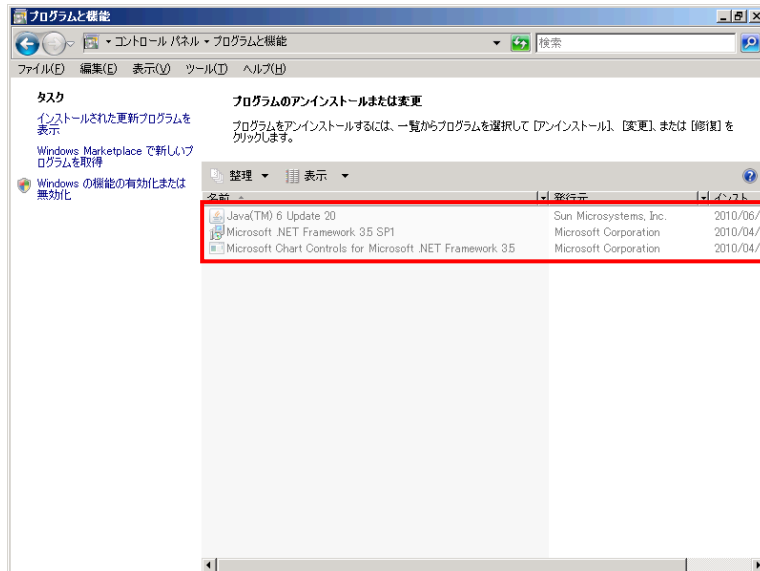 プログラムと機能
コントロール パネル プログラムと機能
検索
ファイル(F) 編集(E) 表示(V) ツール(T) ヘルプ(H)
タスク
インストールされた更新プログラムを
表示
Windows Marketplace で新しいプ
ログラムを取得
Windows の機能の有効化または
無効化
プログラムのアンインストールまたは変更
プログラムをアンインストールするには、一覧からプログラムを選択して [アンインストール]、[変更]、または [修復] を
クリックします。
整理 表示
名前 発行元 インスト
Java(TM) 6 Update 20 Sun Microsystems, Inc. 2010/06/
Microsoft .NET Framework 3.5 SP1 Microsoft Corporation 2010/04/
Microsoft Chart Controls for Microsoft .NET Framework 3.5 Microsoft Corporation 2010/04/